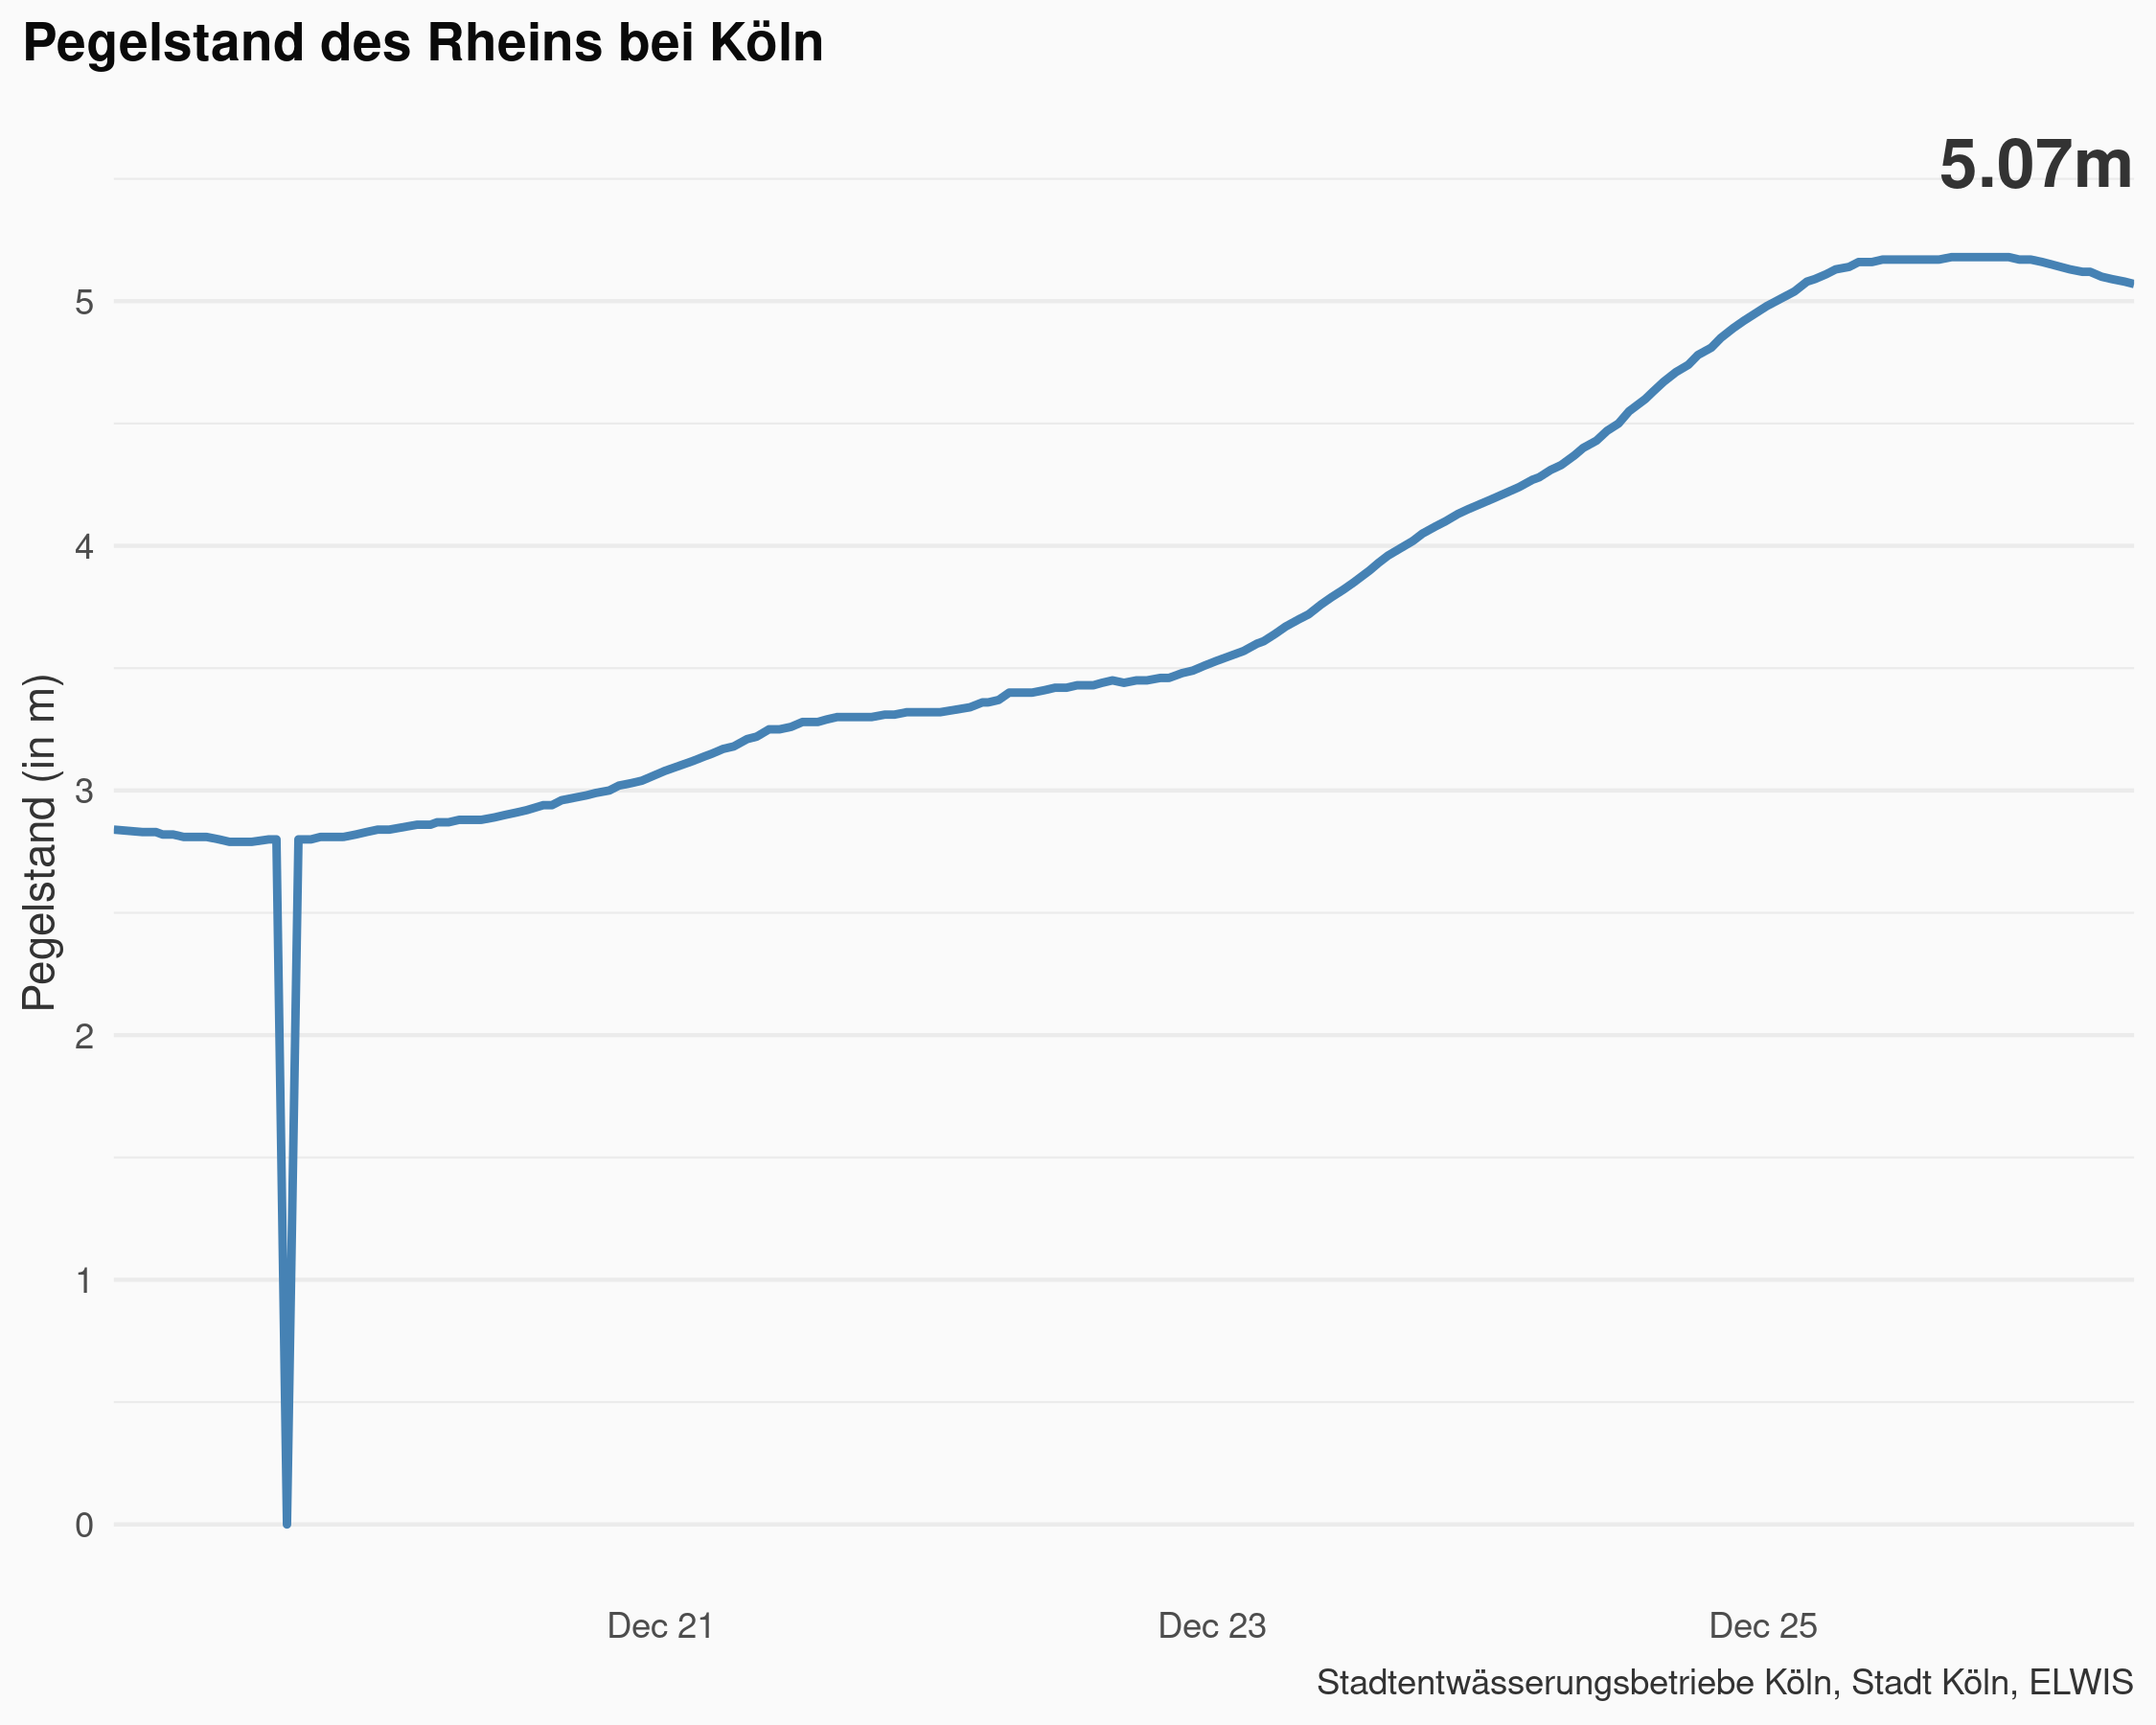 Pegelstand des Rheins bei Köln
5.07m
Pegelstand (in m)
5
4
3
2
1
0
Dec 21
Dec 23
Dec 25
Stadtentwässerungsbetriebe Köln, Stadt Köln, ELWIS